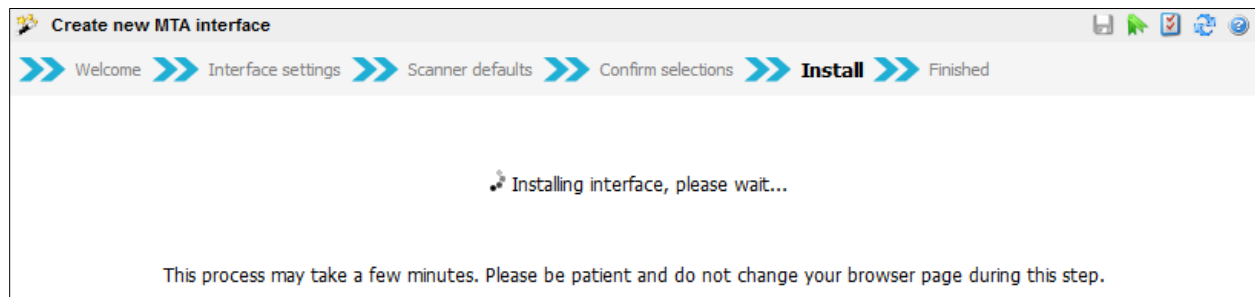 Create new MTA interface
Welcome Interface settings Scanner defaults Confirm selections Install Finished
Installing interface, please wait...
This process may take a few minutes. Please be patient and do not change your browser page during this step.